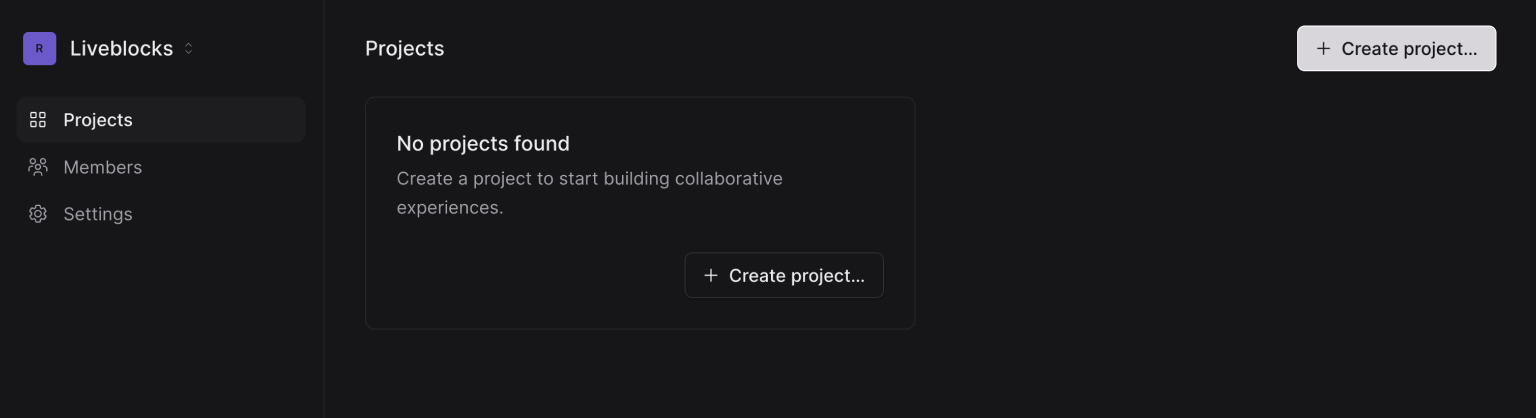 R
Liveblocks
Projects
Members
Settings
Projects
Create project...
No projects found
Create a project to start building collaborative
experiences.
Create project...